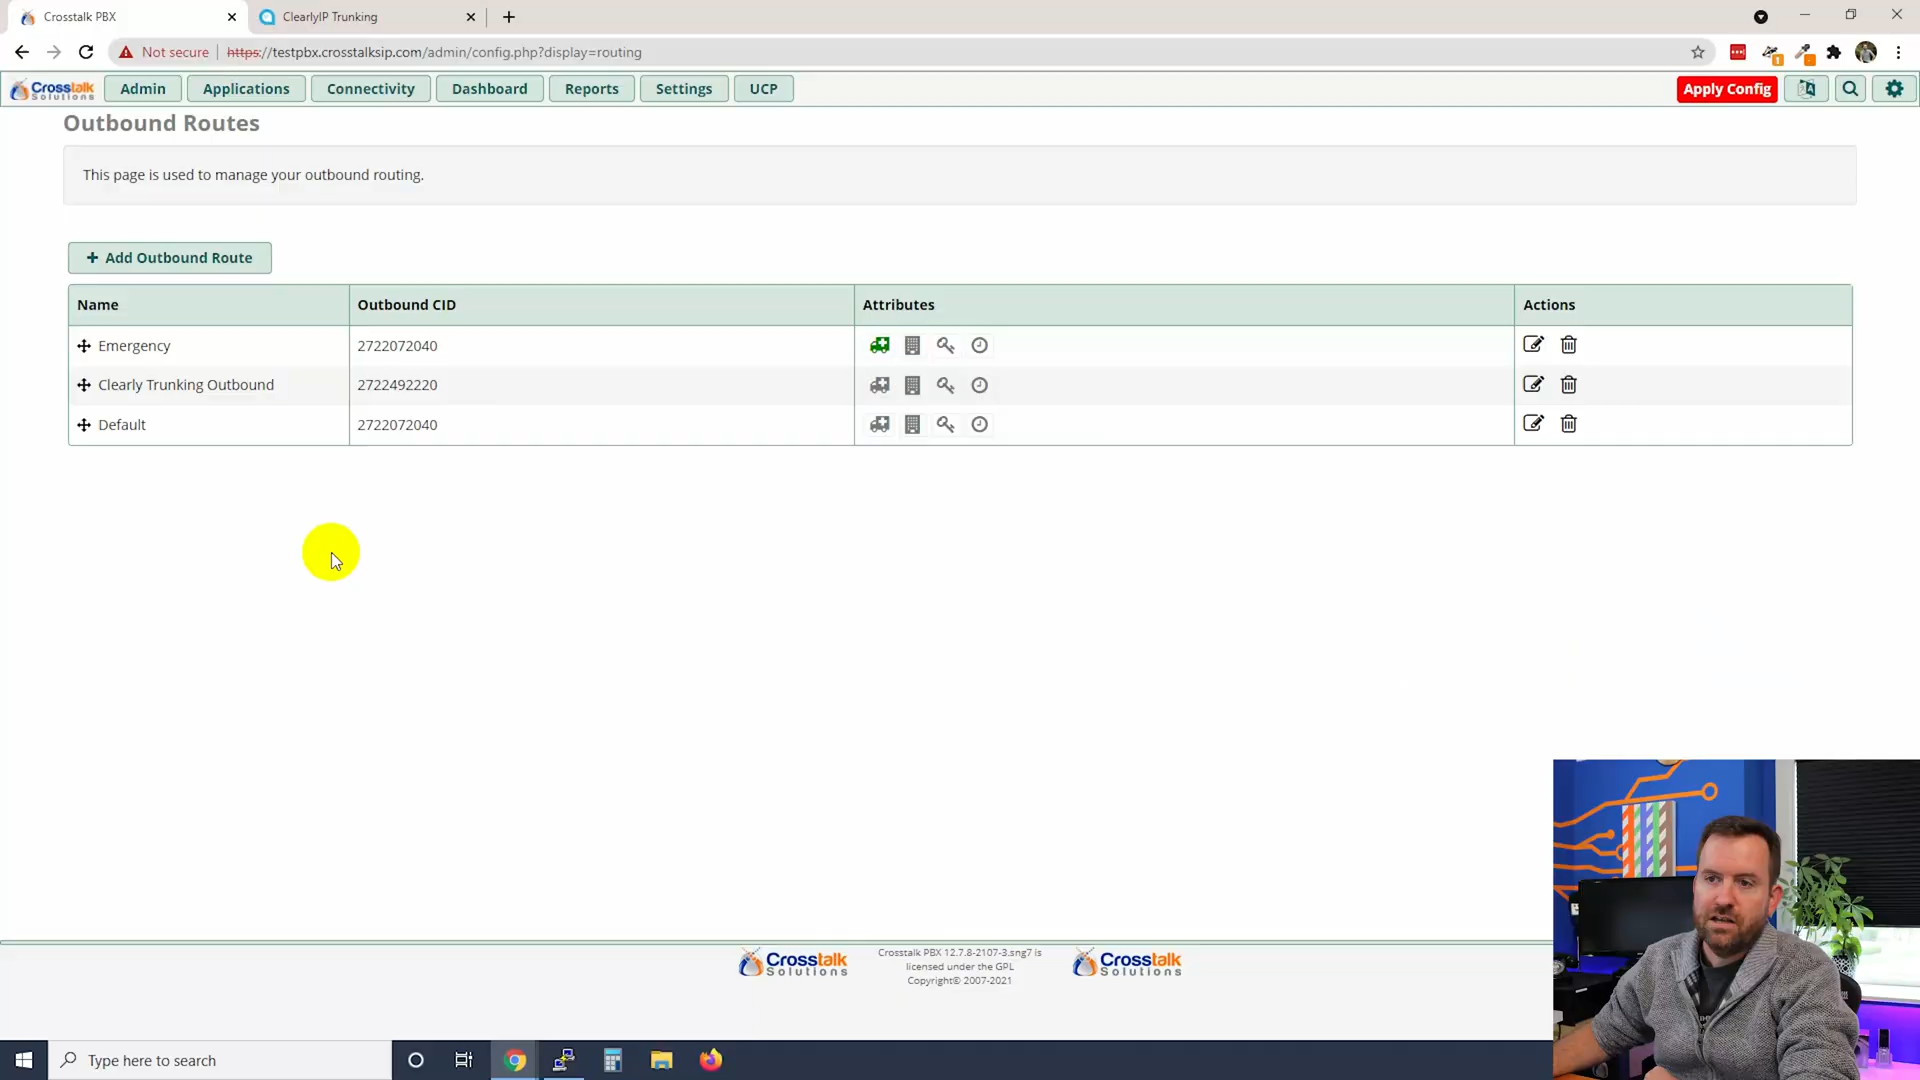 Crosstalk PBX
ClearlyIP Trunking
Not secure
https://testpbx.crosstalksip.com/admin/config.php?display=routing
Crosstalk Solutions
Admin
Applications
Connectivity
Dashboard
Reports
Settings
UCP
Apply Config
Outbound Routes
This page is used to manage your outbound routing.
+ Add Outbound Route
Name
Outbound CID
Attributes
Actions
Emergency
2722072040
Clearly Trunking Outbound
2722492220
Default
2722072040
Crosstalk Solutions
Crosstalk PBX 12.7.8-2107-3.sng7 is
licensed under the GPL
Copyright© 2007-2021
Crosstalk Solutions
Type here to search